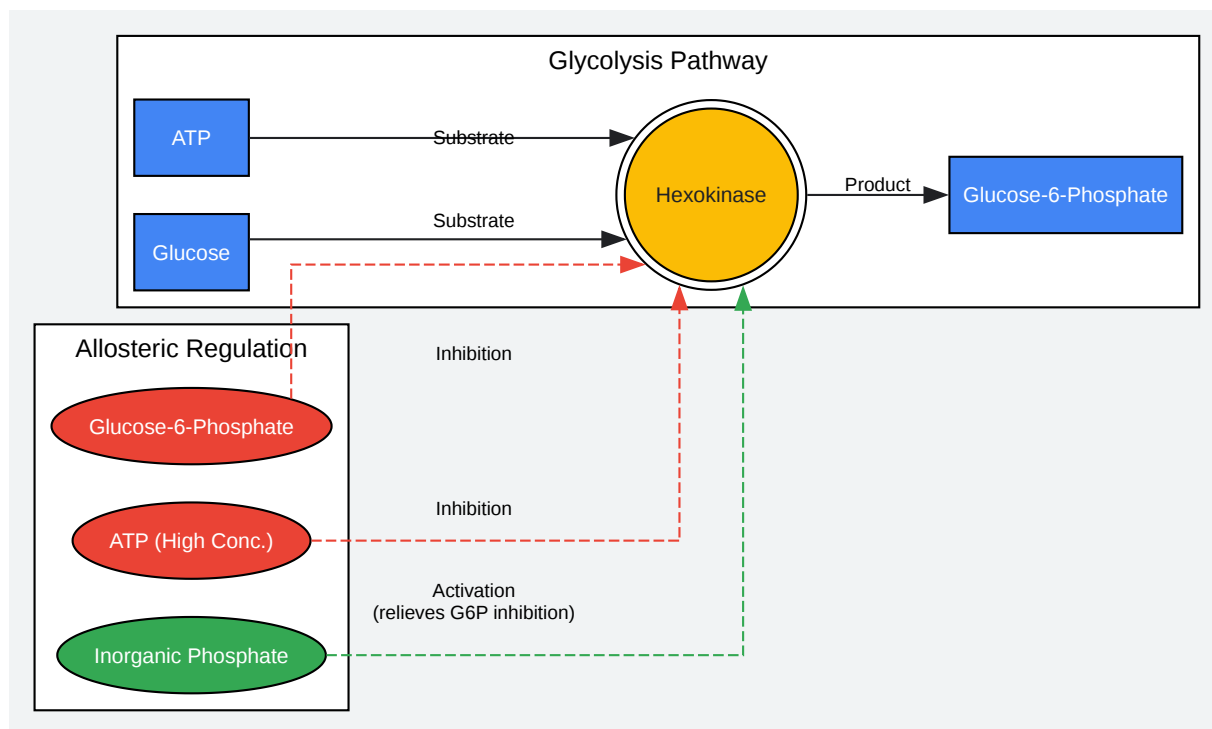 Glycolysis Pathway
ATP
Substrate
Hexokinase
Product
Glucose-6-Phosphate
Substrate
Glucose
Allosteric Regulation
Inhibition
Glucose-6-Phosphate
Inhibition
ATP (High Conc.)
Activation
(relieves G6P inhibition)
Inorganic Phosphate